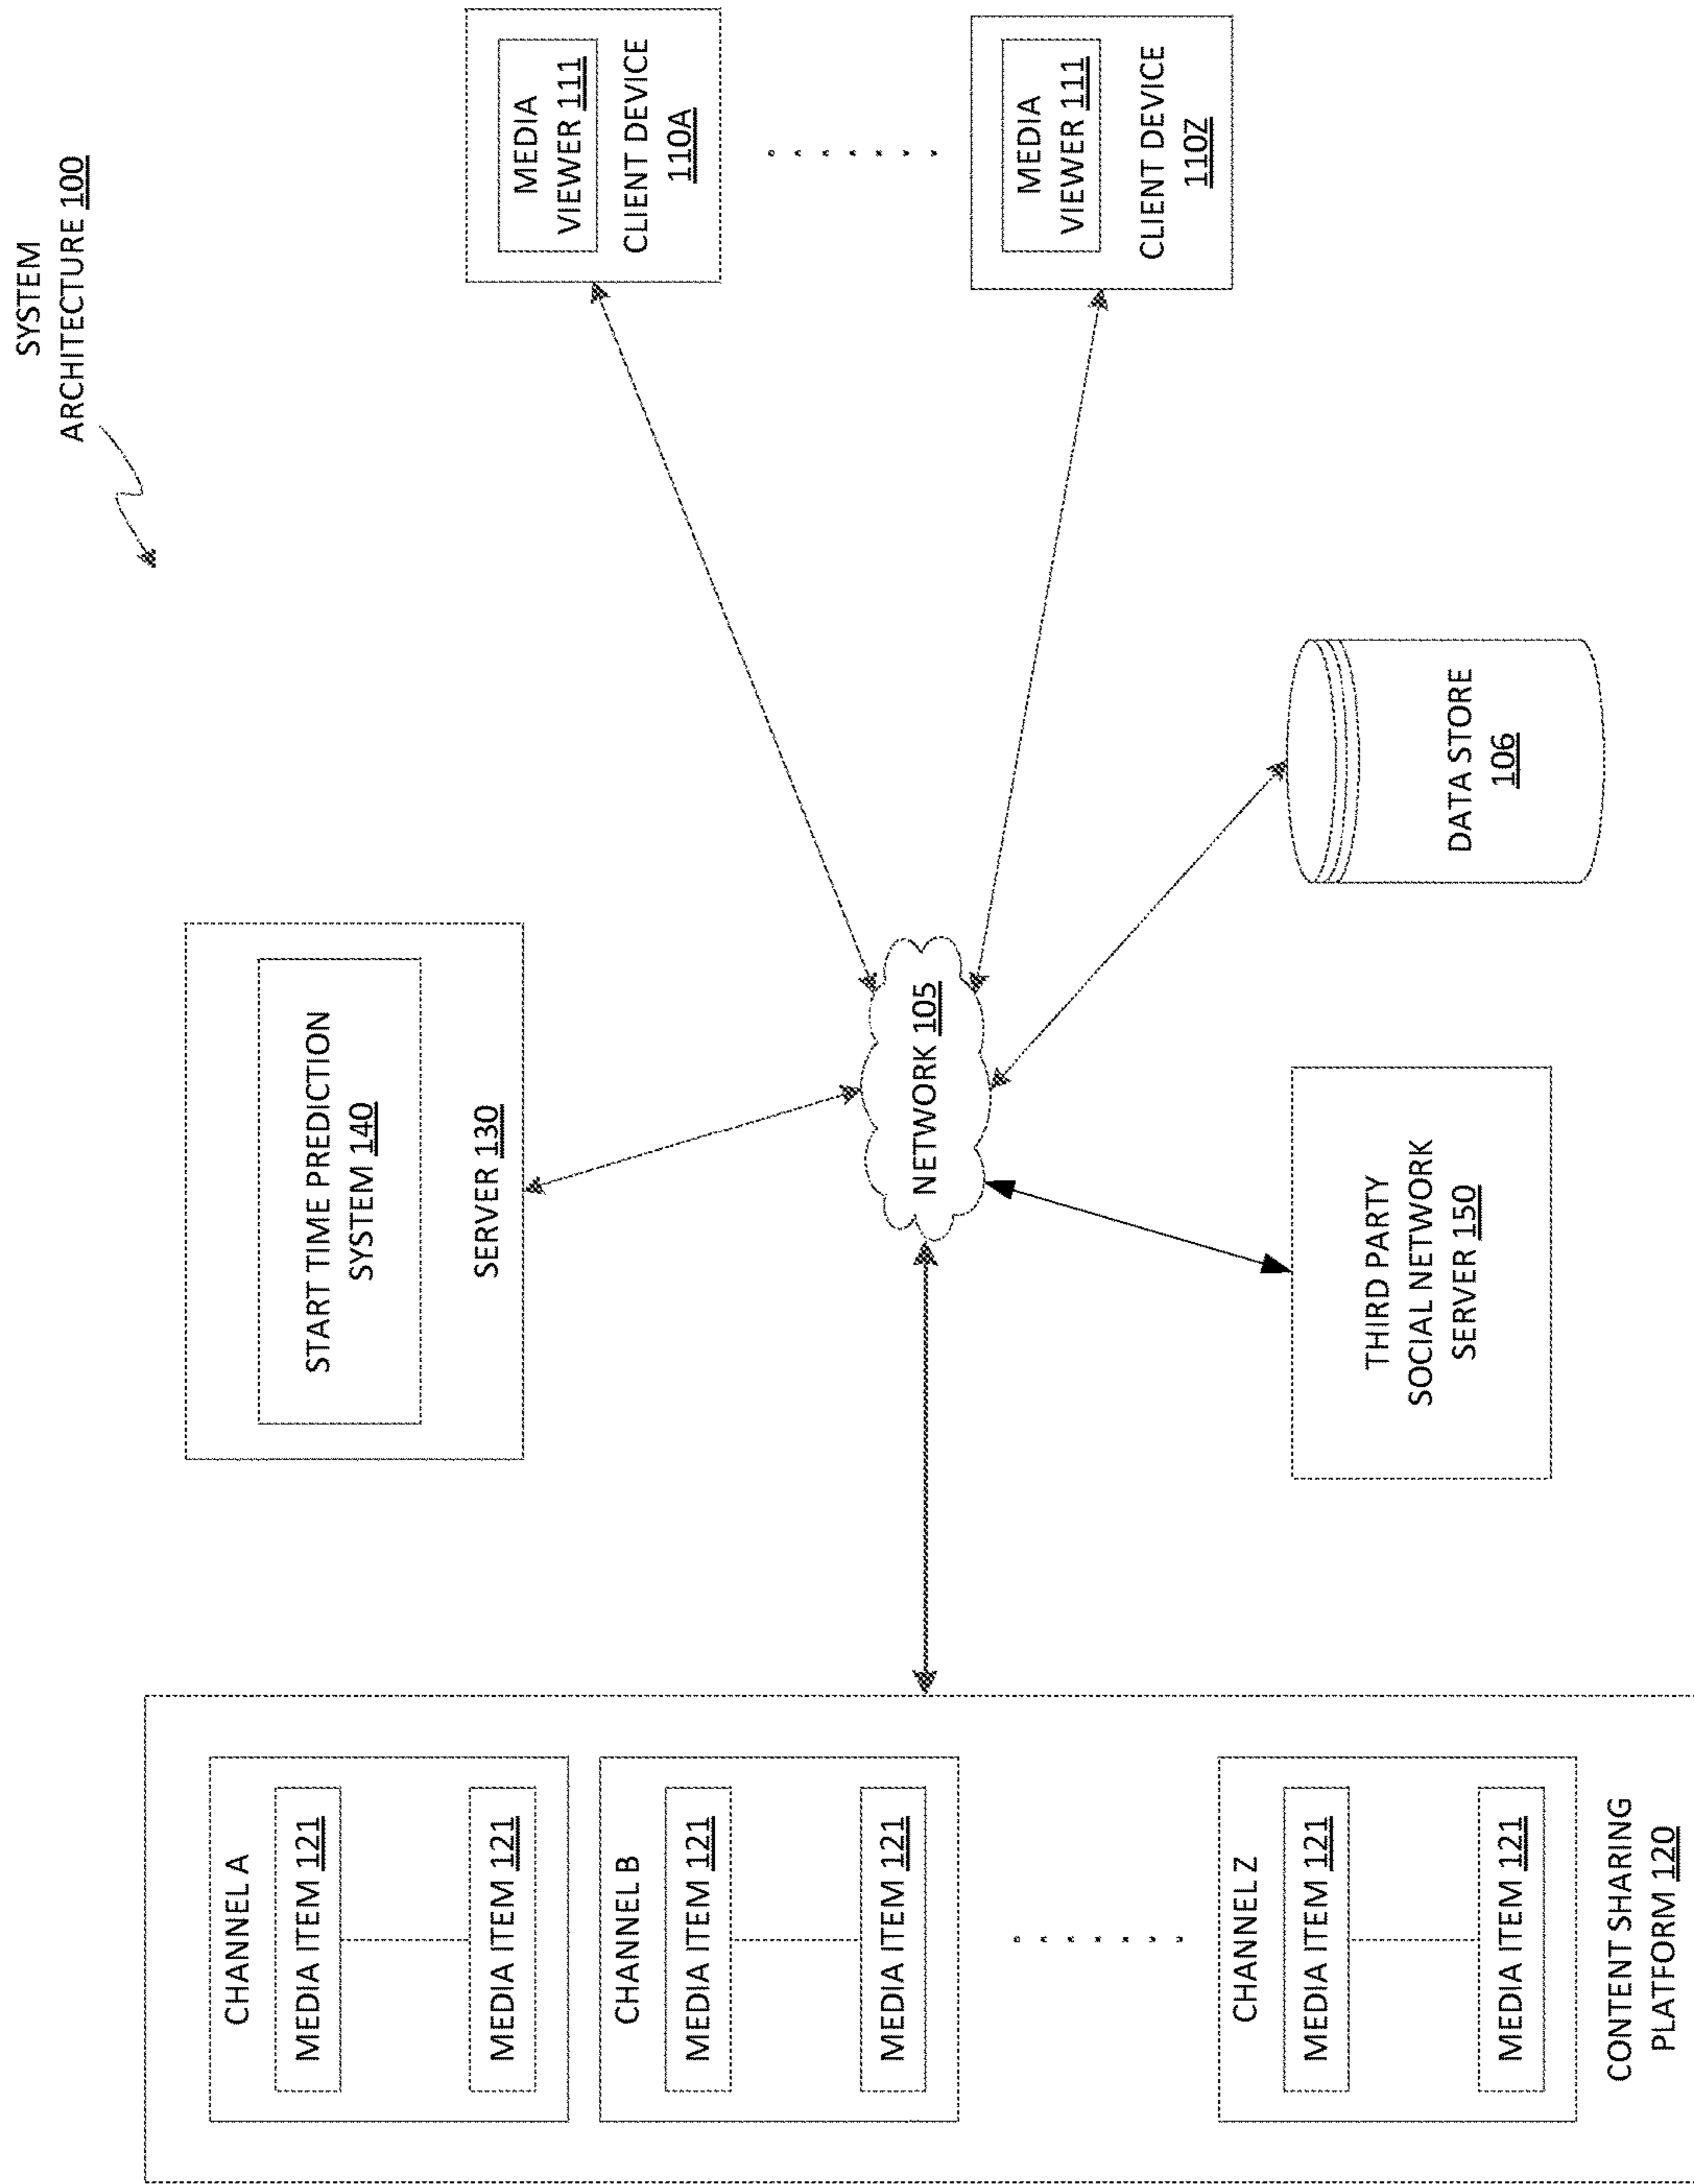 SYSTEM
ARCHITECTURE 100
CHANNEL A
MEDIA ITEM 121
MEDIA ITEM 121
CHANNEL B
MEDIA ITEM 121
MEDIA ITEM 121
CHANNEL Z
MEDIA ITEM 121
MEDIA ITEM 121
CONTENT SHARING
PLATFORM 120
START TIME PREDICTION
SYSTEM 140
SERVER 130
NETWORK 105
THIRD PARTY
SOCIAL NETWORK
SERVER 150
DATA STORE
106
MEDIA
VIEWER 111
CLIENT DEVICE
110A
MEDIA
VIEWER 111
CLIENT DEVICE
110Z